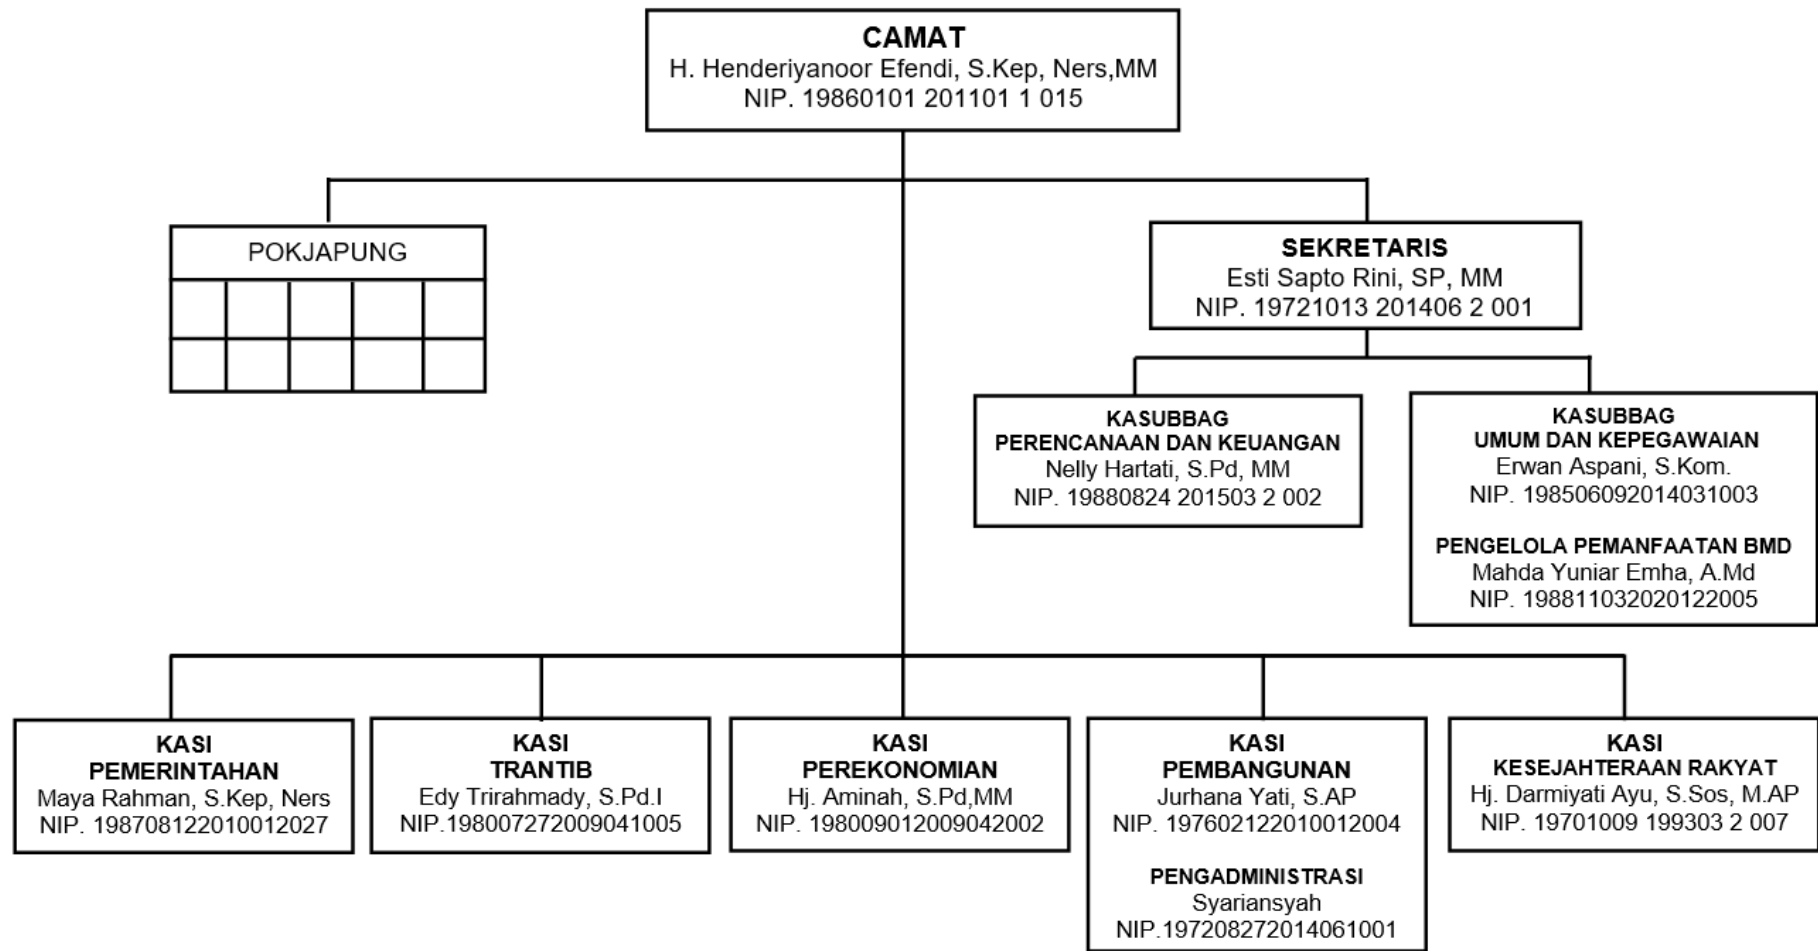 CAMAT
H. Henderiyanoor Efendi, S.Kep, Ners,MM
NIP. 19860101 201101 1 015
POKJAPUNG
SEKRETARIS
Esti Sapto Rini, SP, MM
NIP. 19721013 201406 2 001
KASUBBAG
PERENCANAAN DAN KEUANGAN
Nelly Hartati, S.Pd, MM
NIP. 19880824 201503 2 002
KASUBBAG
UMUM DAN KEPEGAWAIAN
Erwan Aspani, S.Kom.
NIP. 198506092014031003
PENGELOLA PEMANFAATAN BMD
Mahda Yuniar Emha, A.Md
NIP. 198811032020122005
KASI
PEMERINTAHAN
Maya Rahman, S.Kep, Ners
NIP. 198708122010012027
KASI
TRANTIB
Edy Trirahmady, S.Pd.I
NIP.198007272009041005
KASI
PEREKONOMIAN
Hj. Aminah, S.Pd,MM
NIP. 198009012009042002
KASI
PEMBANGUNAN
Jurhana Yati, S.AP
NIP. 197602122010012004
PENGADMINISTRASI
Syariansyah
NIP.197208272014061001
KASI
KESEJAHTERAAN RAKYAT
Hj. Darmiyati Ayu, S.Sos, M.AP
NIP. 19701009 199303 2 007